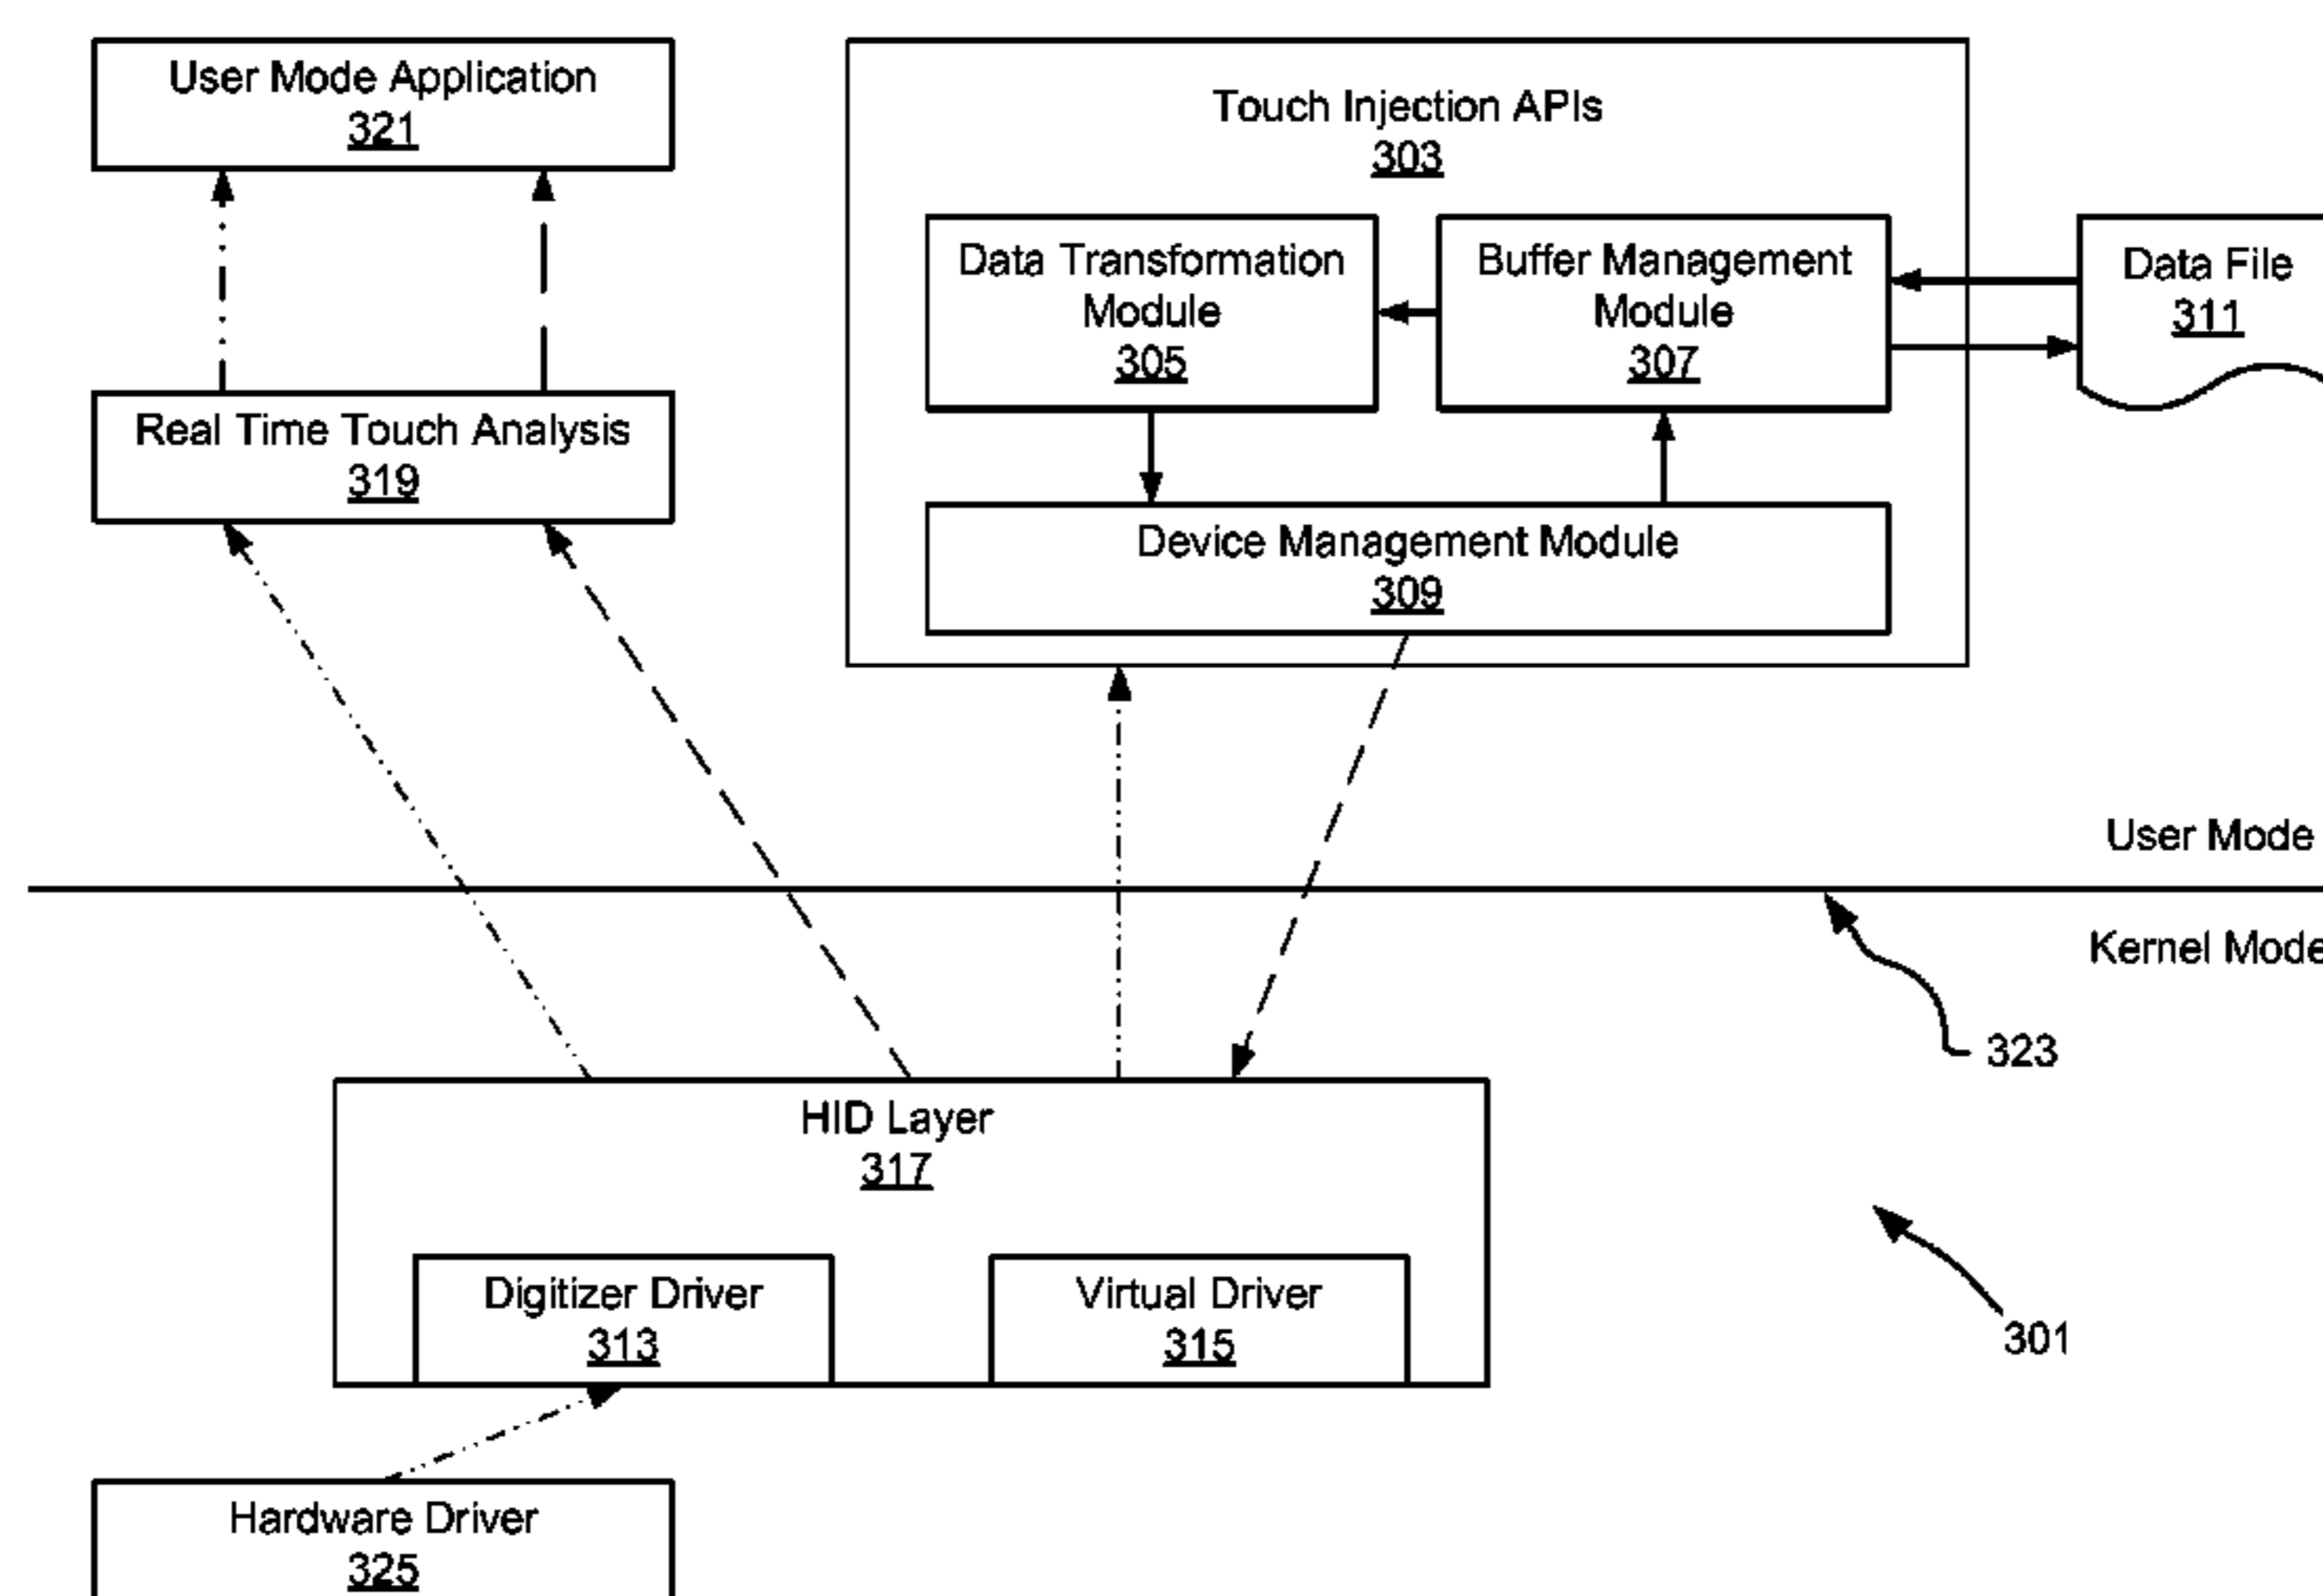 User Mode Application
321
Touch Injection APIs
303
Data Transformation
Module
305
Buffer Management
Module
307
Data File
311
Real Time Touch Analysis
319
Device Management Module
309
User Mode
Kernel Mode
323
HID Layer
317
Digitizer Driver
313
Virtual Driver
315
301
Hardware Driver
325